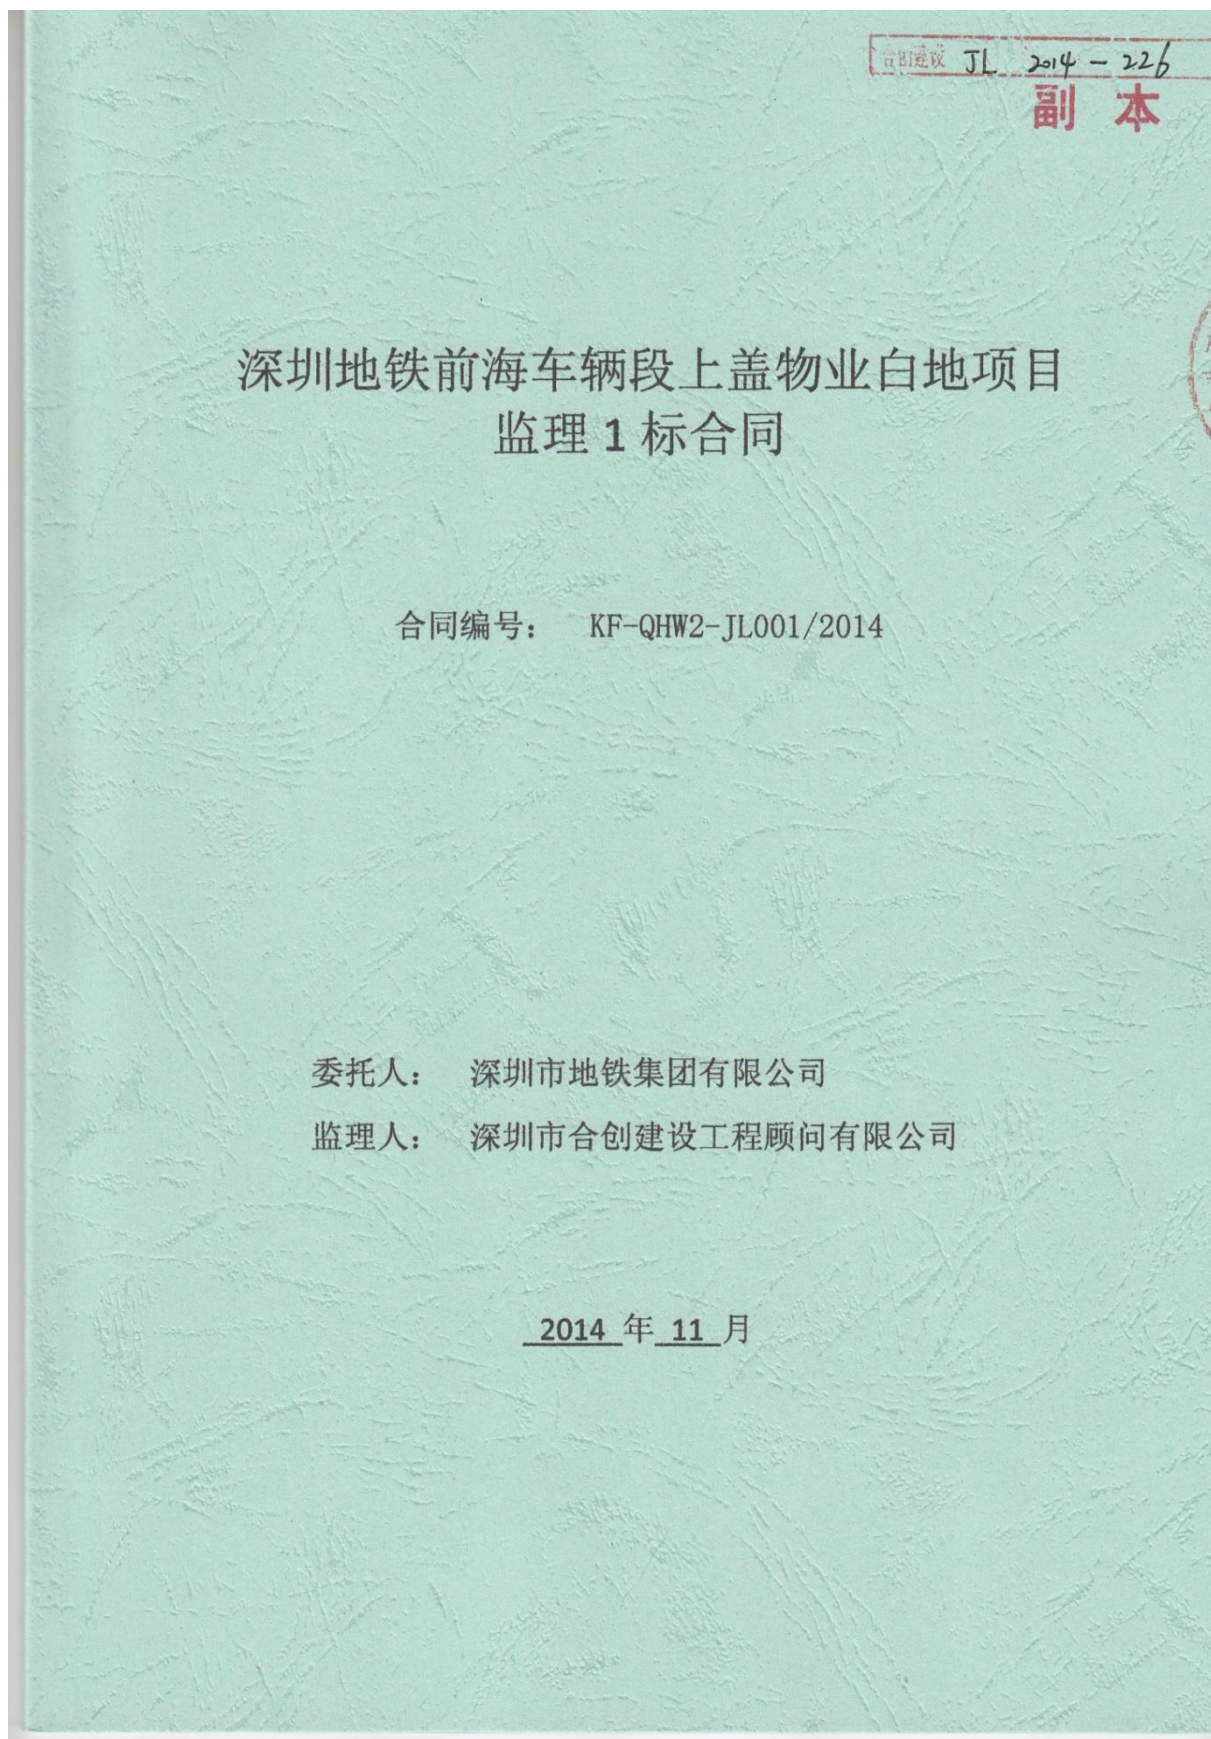 合创建设 JL 2014-226
副 本
深圳地铁前海车辆段上盖物业白地项目
监理 1 标合同
合同编号： KF-QHW2-JL001/2014
委托人： 深圳市地铁集团有限公司
监理人： 深圳市合创建设工程顾问有限公司
2014 年 11 月